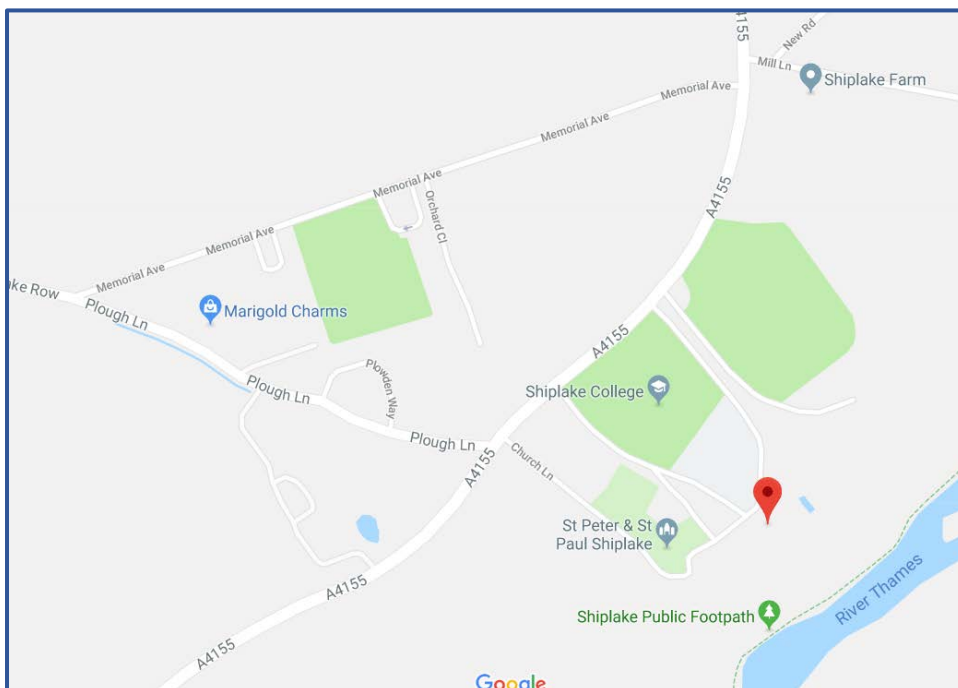 A4155
New Rd
Mill Ln
Shiplake Farm
Memorial Ave
Memorial Ave
A4155
Memorial Ave
Orchard Cl
Memorial Ave
Memorial Ave
ake Row
Plough Ln
Marigold Charms
A4155
Plowden Way
Plough Ln
Shiplake College
Plough Ln
Church Ln
A4155
St Peter & St
Paul Shiplake
A4155
River Thames
Shiplake Public Footpath
A4155
Google